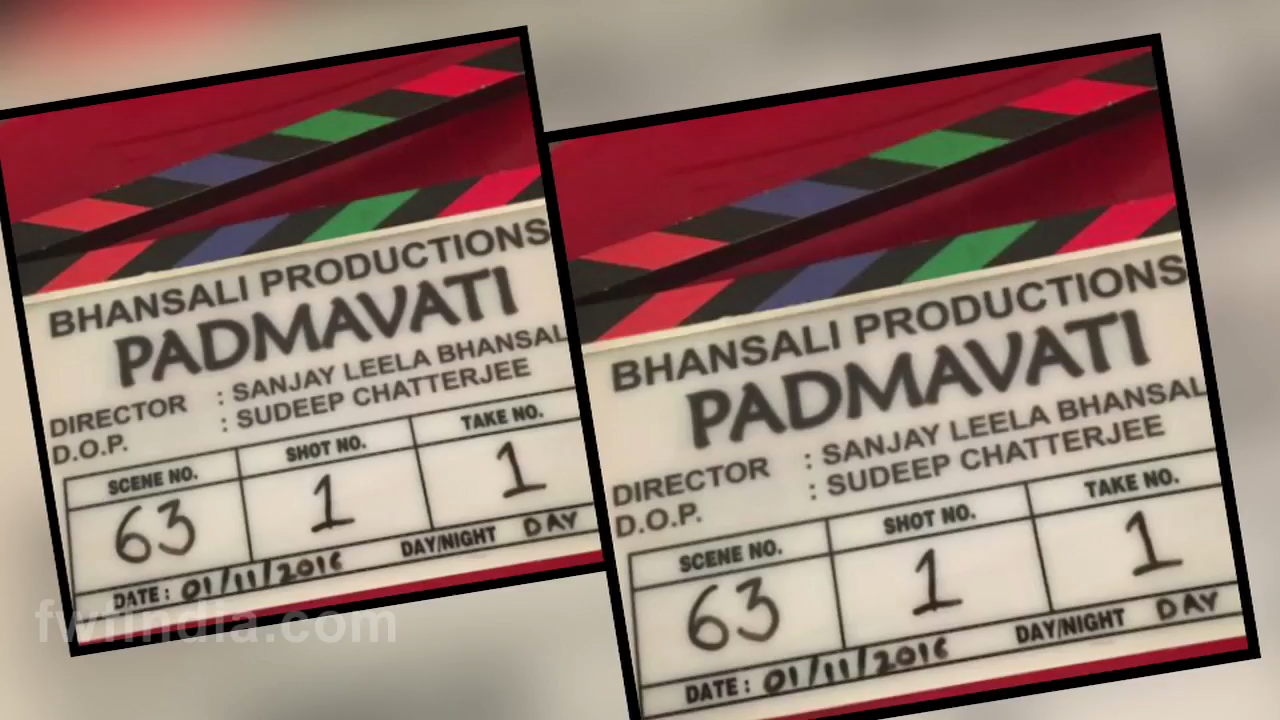 BHANSALI PRODUCTIONS
PADMAVATI
DIRECTOR : SANJAY LEELA BHANSAL
D.O.P. : SUDEEP CHATTERJEE
SCENE NO. SHOT NO. TAKE NO.
63 1 1
DATE : 01/11/2016 DAY/NIGHT DAY
BHANSALI PRODUCTIONS
PADMAVATI
DIRECTOR : SANJAY LEELA BHANSAL
D.O.P. : SUDEEP CHATTERJEE
SCENE NO. SHOT NO. TAKE NO.
63 1 1
DATE : 01/11/2016 DAY/NIGHT DAY
fwfindia.com